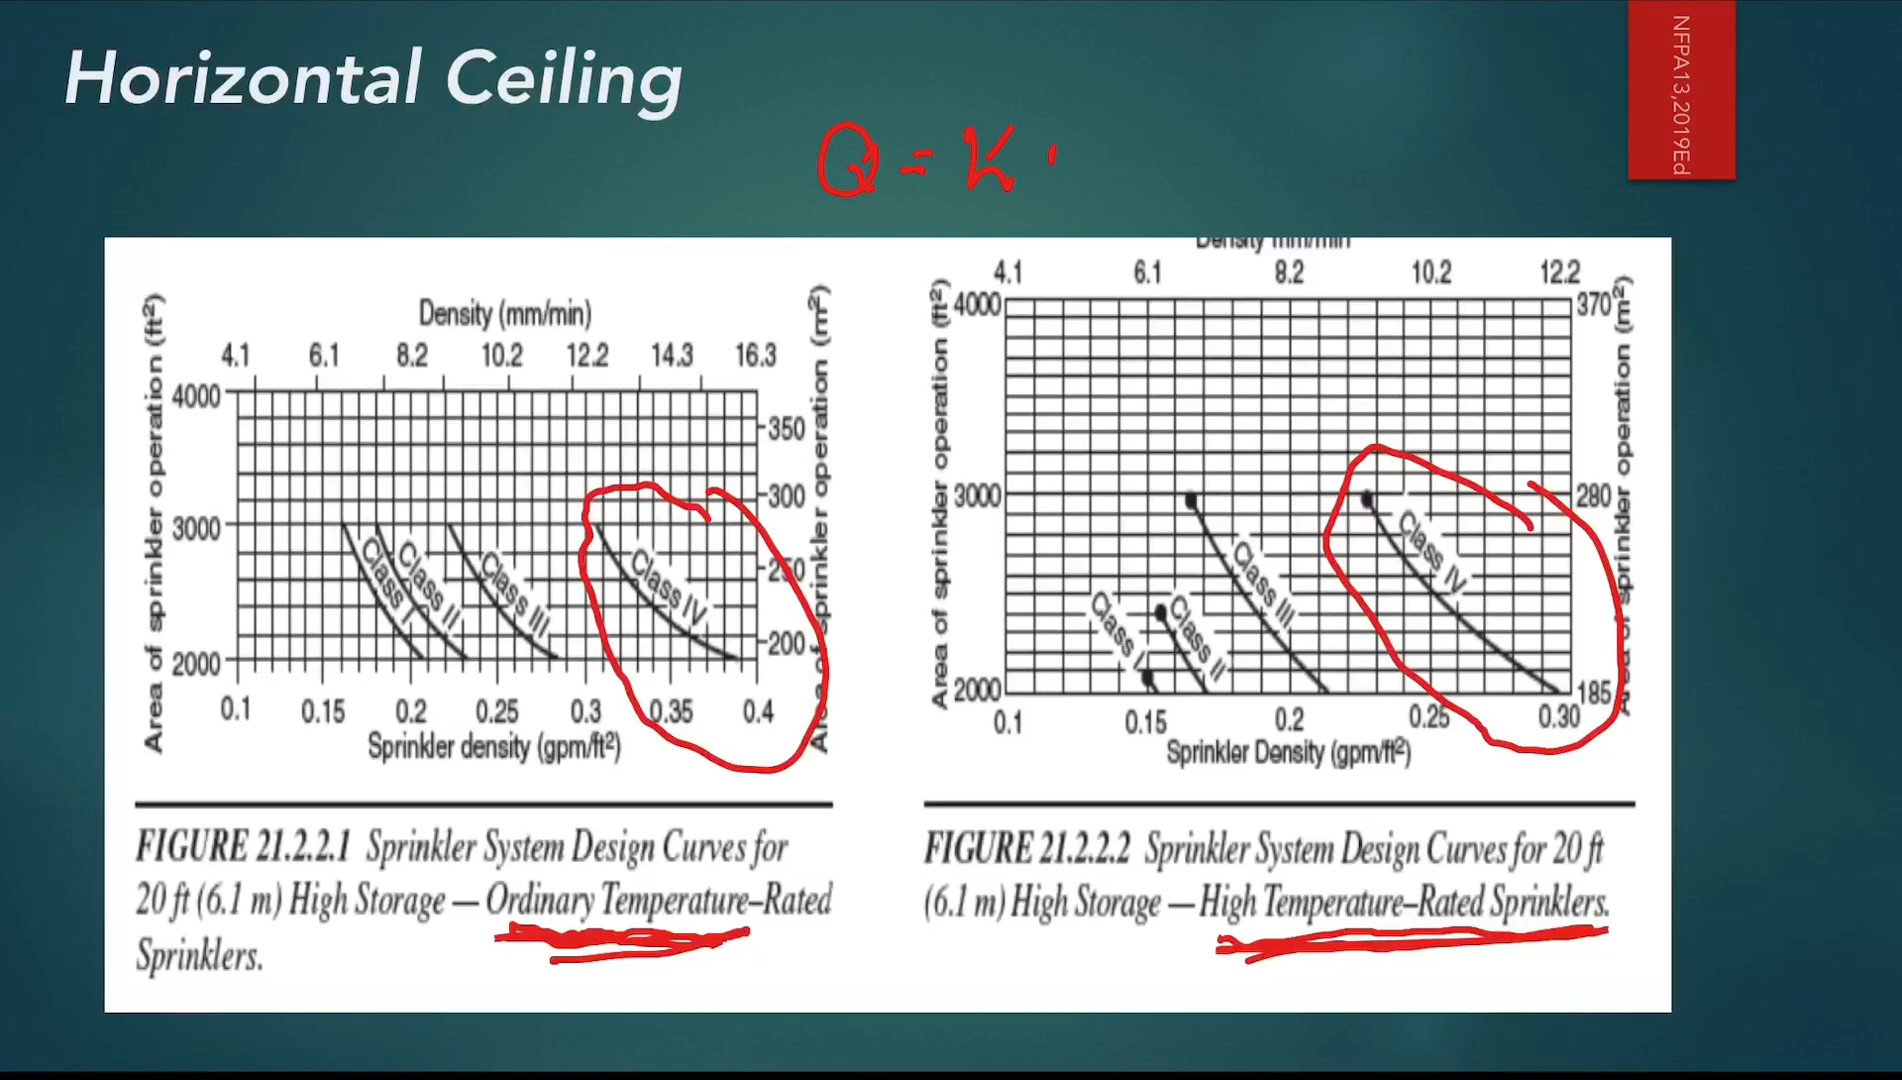 Horizontal Ceiling
NFPA13,2019Ed
Q = K
Density (mm/min)
4.1 6.1 8.2 10.2 12.2 14.3 16.3
Area of sprinkler operation (ft²)
4000
3000
2000
Class I
Class II
Class III
Class IV
350
300
250
200
Area of sprinkler operation (m²)
0.1 0.15 0.2 0.25 0.3 0.35 0.4
Sprinkler density (gpm/ft²)
FIGURE 21.2.2.1 Sprinkler System Design Curves for
20 ft (6.1 m) High Storage — Ordinary Temperature–Rated
Sprinklers.
Density mm/min
4.1 6.1 8.2 10.2 12.2
Area of sprinkler operation (ft²)
4000
3000
2000
Class I
Class II
Class III
Class IV
370
280
185
Area of sprinkler operation (m²)
0.1 0.15 0.2 0.25 0.30
Sprinkler Density (gpm/ft²)
FIGURE 21.2.2.2 Sprinkler System Design Curves for 20 ft
(6.1 m) High Storage — High Temperature–Rated Sprinklers.